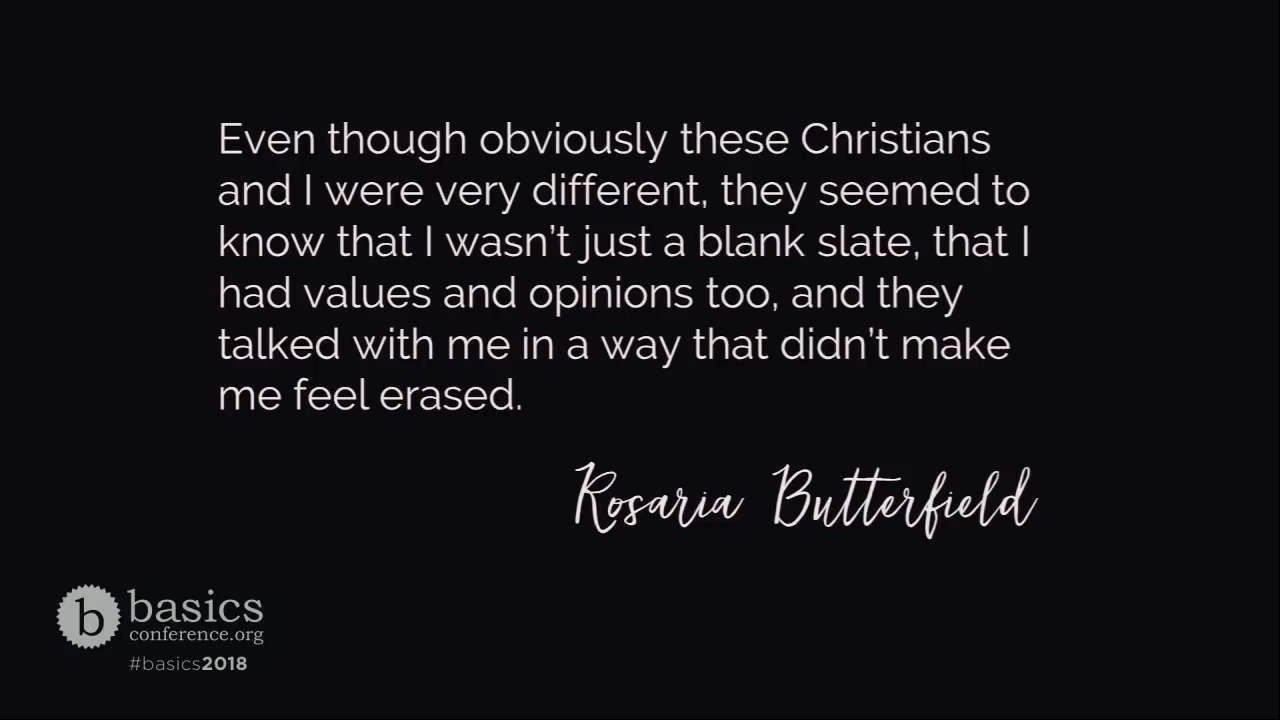 Even though obviously these Christians
and I were very different, they seemed to
know that I wasn’t just a blank slate, that I
had values and opinions too, and they
talked with me in a way that didn’t make
me feel erased.
Rosaria Butterfield
b basics
conference.org
#basics2018